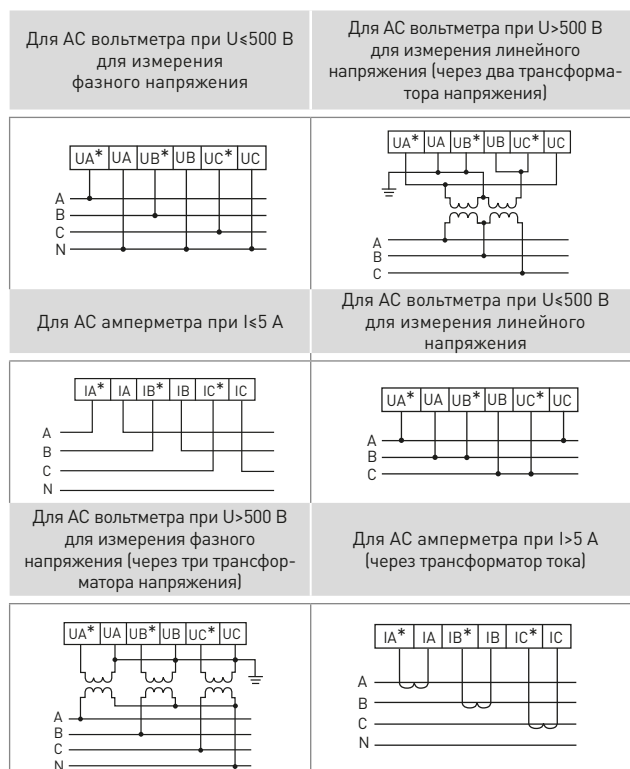 Для АС вольтметра при U≤500 В
для измерения
фазного напряжения
Для АС вольтметра при U>500 В
для измерения линейного
напряжения (через два трансформа-
тора напряжения)
UA* UA UB* UB UC* UC
A
B
C
N
UA* UA UB* UB UC* UC
A
B
C
Для АС амперметра при I≤5 А
Для АС вольтметра при U≤500 В
для измерения линейного
напряжения
IA* IA IB* IB IC* IC
A
B
C
N
UA* UA UB* UB UC* UC
A
B
C
Для АС вольтметра при U>500 В
для измерения фазного
напряжения (через три трансфор-
матора напряжения)
Для АС амперметра при I>5 А
(через трансформатор тока)
UA* UA UB* UB UC* UC
A
B
C
N
IA* IA IB* IB IC* IC
A
B
C
N